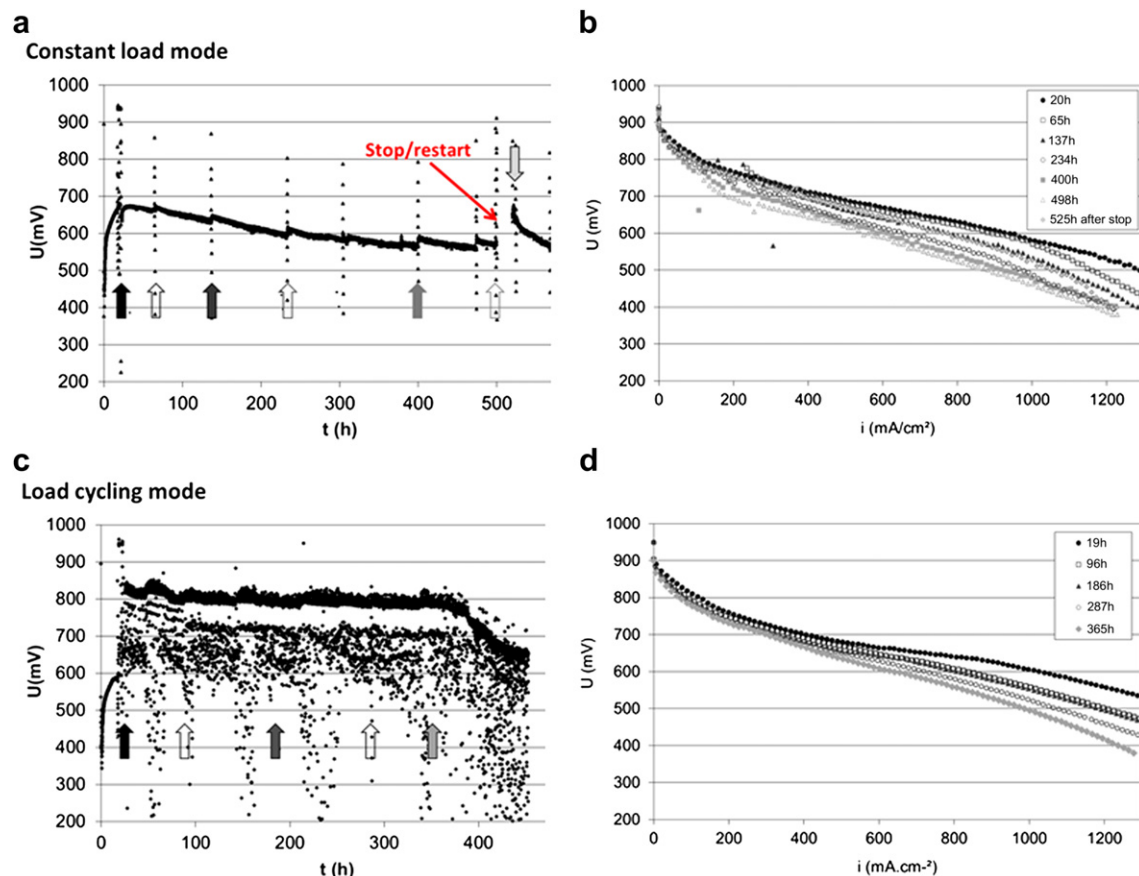 a
Constant load mode
1000
900
800
700
600
500
400
300
200
U(mV)
Stop/restart
0 100 200 300 400 500
t (h)
b
1000
900
800
700
600
500
400
300
200
U (mV)
20h
65h
137h
234h
400h
498h
525h after stop
0 200 400 600 800 1000 1200
i (mA/cm²)
c
Load cycling mode
1000
900
800
700
600
500
400
300
200
U(mV)
0 100 200 300 400
t (h)
d
1000
900
800
700
600
500
400
300
200
U (mV)
19h
96h
186h
287h
365h
0 200 400 600 800 1000 1200
i (mA.cm-²)